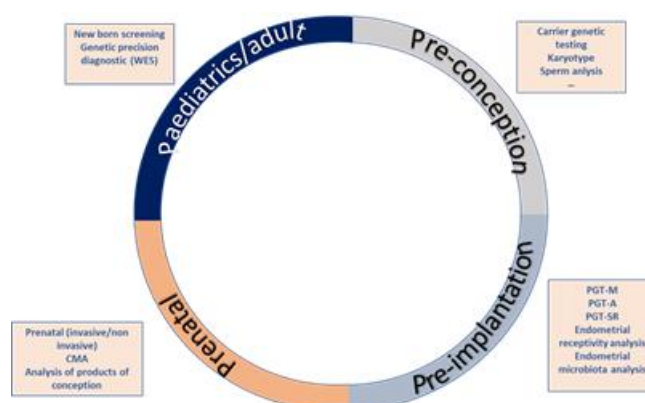 New born screening
Genetic precision
diagnostic (WES)
Paediatrics/adult
Pre-conception
Carrier genetic
testing
Karyotype
Sperm anlysis
...
Prenatal
Pre-implantation
Prenatal (invasive/non
invasive)
CMA
Analysis of products of
conception
PGT-M
PGT-A
PGT-SR
Endometrial
receptivity analysis
Endometrial
microbiota analysis